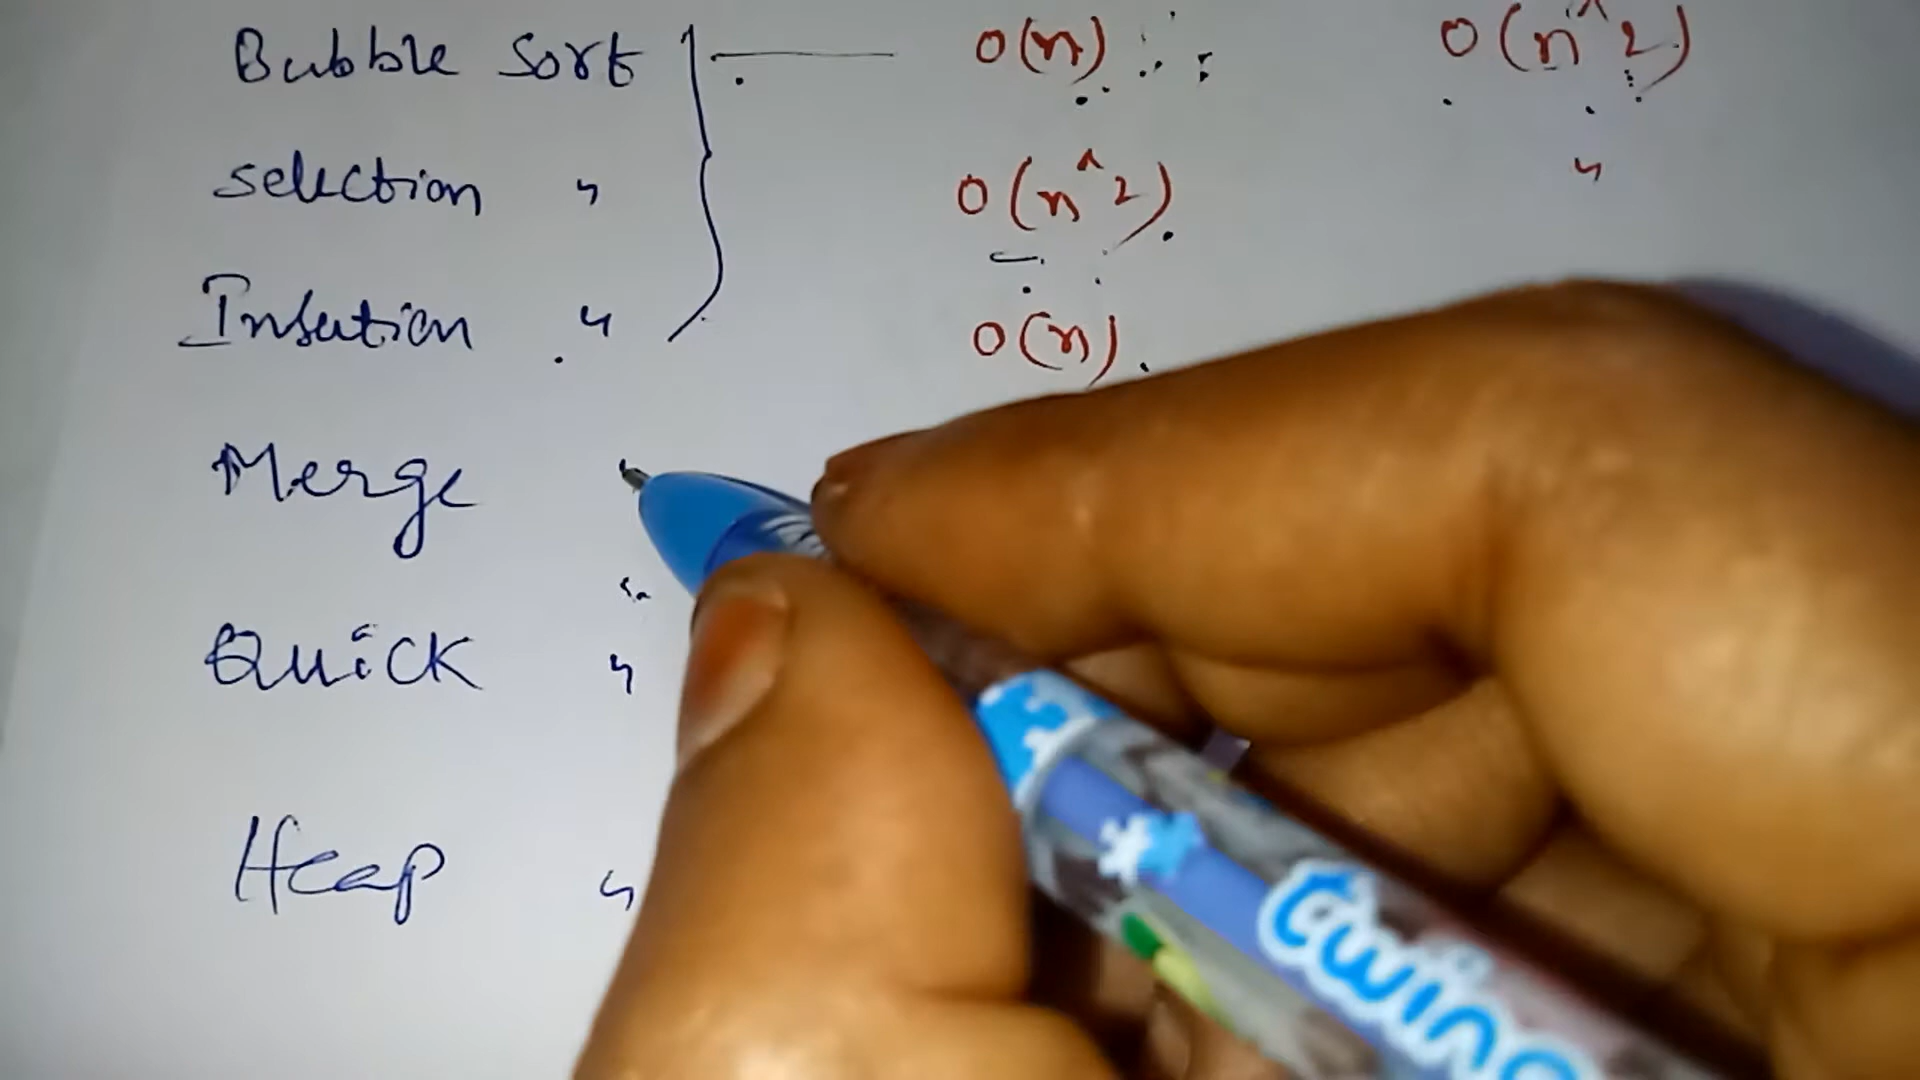 Bubble Sort O(n) O(n^2)
selection " O(n^2) "
Insertion " O(n)
Merge
Quick "
Heap "
twin